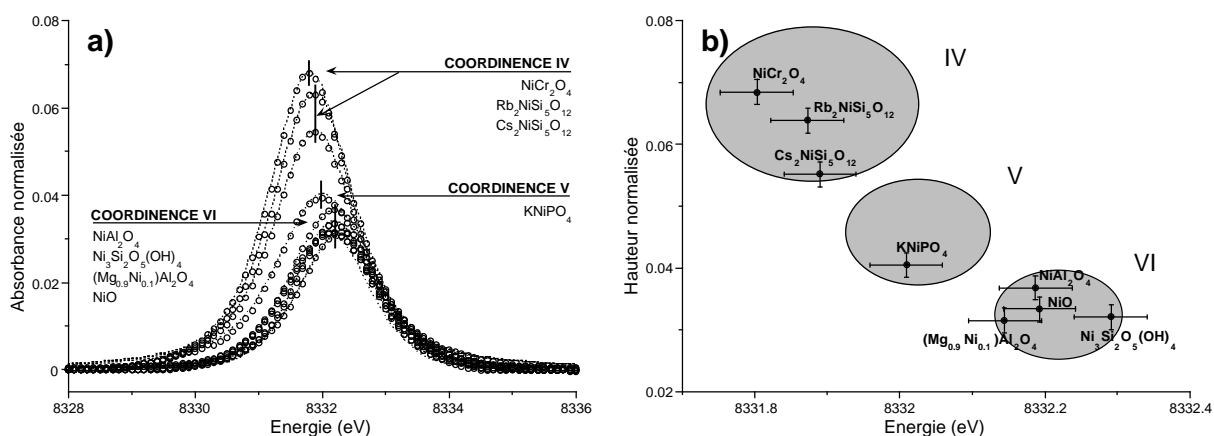 a)
0.08
0.06
0.04
0.02
0
Absorbance normalisée
8328
8330
8332
8334
8336
Energie (eV)
COORDINENCE IV
NiCr₂O₄
Rb₂NiSi₅O₁₂
Cs₂NiSi₅O₁₂
COORDINENCE V
KNiPO₄
COORDINENCE VI
NiAl₂O₄
Ni₃Si₂O₅(OH)₄
(Mg₀.₉Ni₀.₁)Al₂O₄
NiO
b)
0.08
0.06
0.04
0.02
Hauteur normalisée
8331.8
8332
8332.2
8332.4
Energie (eV)
IV
NiCr₂O₄
Rb₂NiSi₅O₁₂
Cs₂NiSi₅O₁₂
V
KNiPO₄
VI
NiAl₂O₄
NiO
(Mg₀.₉ Ni₀.₁)Al₂O₄
Ni₃Si₂O₅(OH)₄